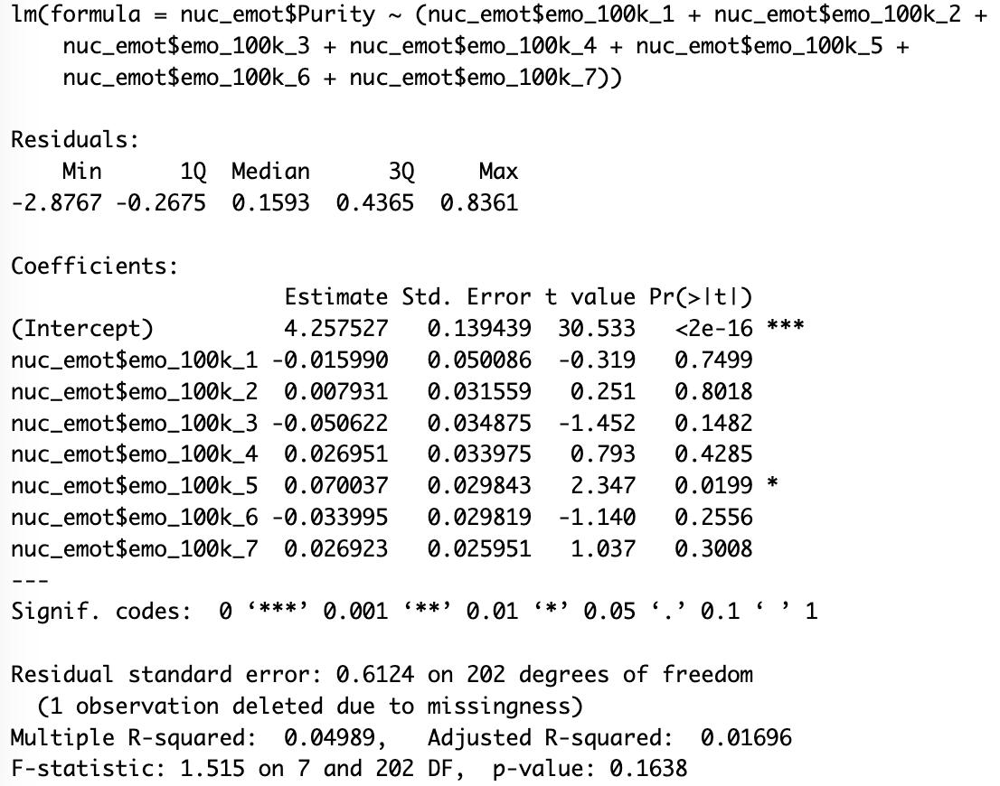 lm(formula = nuc_emot$Purity ~ (nuc_emot$emo_100k_1 + nuc_emot$emo_100k_2 +
    nuc_emot$emo_100k_3 + nuc_emot$emo_100k_4 + nuc_emot$emo_100k_5 +
    nuc_emot$emo_100k_6 + nuc_emot$emo_100k_7))

Residuals:
    Min      1Q  Median      3Q     Max
-2.8767 -0.2675  0.1593  0.4365  0.8361

Coefficients:
                     Estimate Std. Error t value Pr(>|t|)
(Intercept)          4.257527   0.139439  30.533   <2e-16 ***
nuc_emot$emo_100k_1 -0.015990   0.050086  -0.319   0.7499
nuc_emot$emo_100k_2  0.007931   0.031559   0.251   0.8018
nuc_emot$emo_100k_3 -0.050622   0.034875  -1.452   0.1482
nuc_emot$emo_100k_4  0.026951   0.033975   0.793   0.4285
nuc_emot$emo_100k_5  0.070037   0.029843   2.347   0.0199 *
nuc_emot$emo_100k_6 -0.033995   0.029819  -1.140   0.2556
nuc_emot$emo_100k_7  0.026923   0.025951   1.037   0.3008
---
Signif. codes:  0 ‘***’ 0.001 ‘**’ 0.01 ‘*’ 0.05 ‘.’ 0.1 ‘ ’ 1

Residual standard error: 0.6124 on 202 degrees of freedom
  (1 observation deleted due to missingness)
Multiple R-squared:  0.04989,   Adjusted R-squared:  0.01696
F-statistic: 1.515 on 7 and 202 DF,  p-value: 0.1638